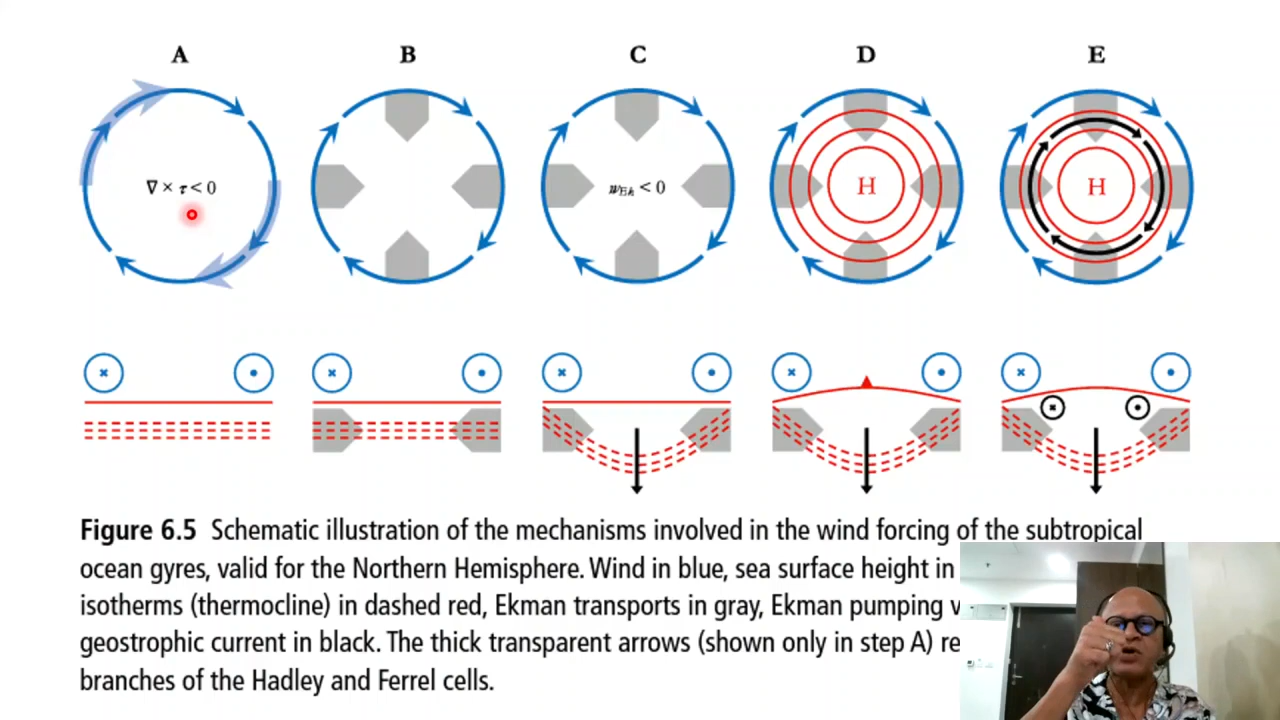 A B C D E
∇ × τ < 0
w_Ek < 0
H
H
Figure 6.5 Schematic illustration of the mechanisms involved in the wind forcing of the subtropical
ocean gyres, valid for the Northern Hemisphere. Wind in blue, sea surface height in
isotherms (thermocline) in dashed red, Ekman transports in gray, Ekman pumping
geostrophic current in black. The thick transparent arrows (shown only in step A)
branches of the Hadley and Ferrel cells.